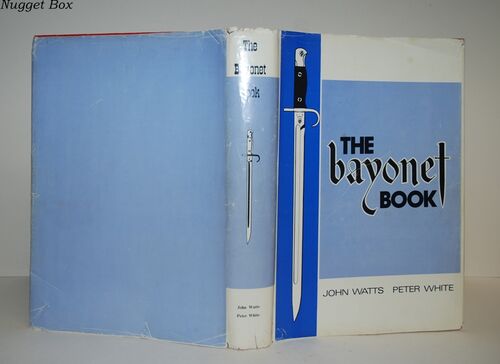 Nugget Box
The
Bayonet
Book
John Watts
Peter White
THE
bayonet
BOOK
JOHN WATTS PETER WHITE